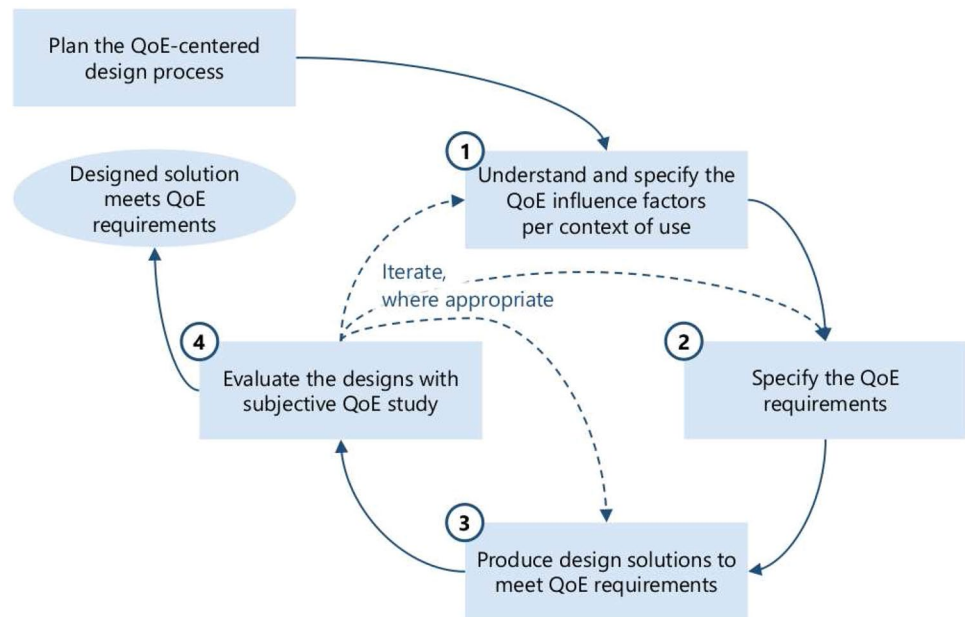 Plan the QoE-centered
design process
1
Understand and specify the
QoE influence factors
per context of use
Designed solution
meets QoE
requirements
Iterate,
where appropriate
2
Specify the QoE
requirements
4
Evaluate the designs with
subjective QoE study
3
Produce design solutions to
meet QoE requirements